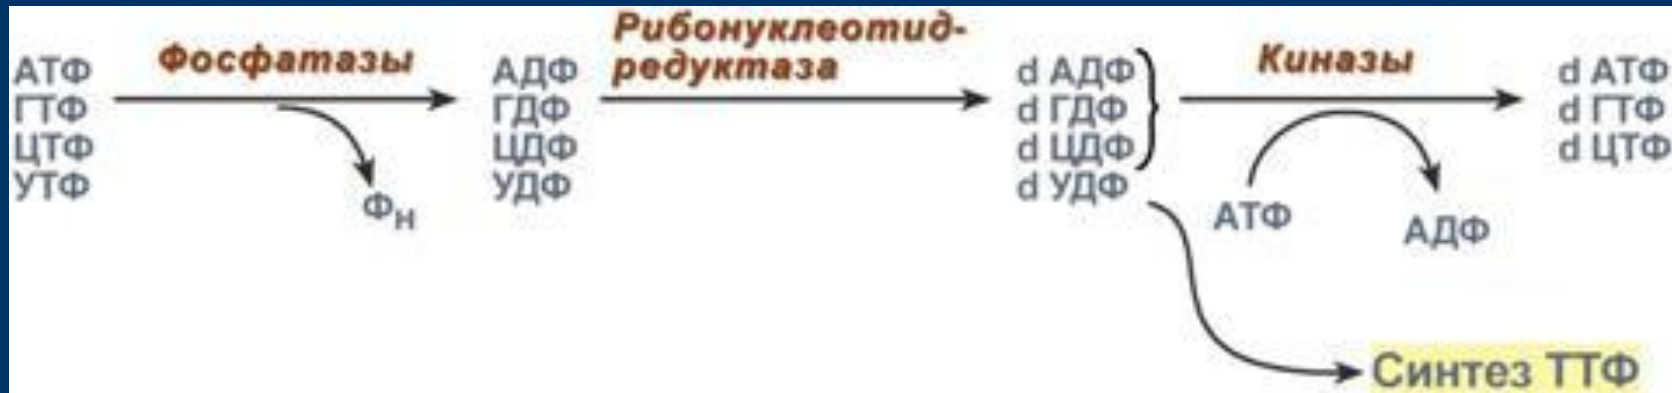 АТФ
ГТФ
ЦТФ
УТФ
Фосфатазы
Фн
АДФ
ГДФ
ЦДФ
УДФ
Рибонуклеотид-
редуктаза
d АДФ
d ГДФ
d ЦДФ
d УДФ
Киназы
АТФ
АДФ
d АТФ
d ГТФ
d ЦТФ
Синтез ТТФ